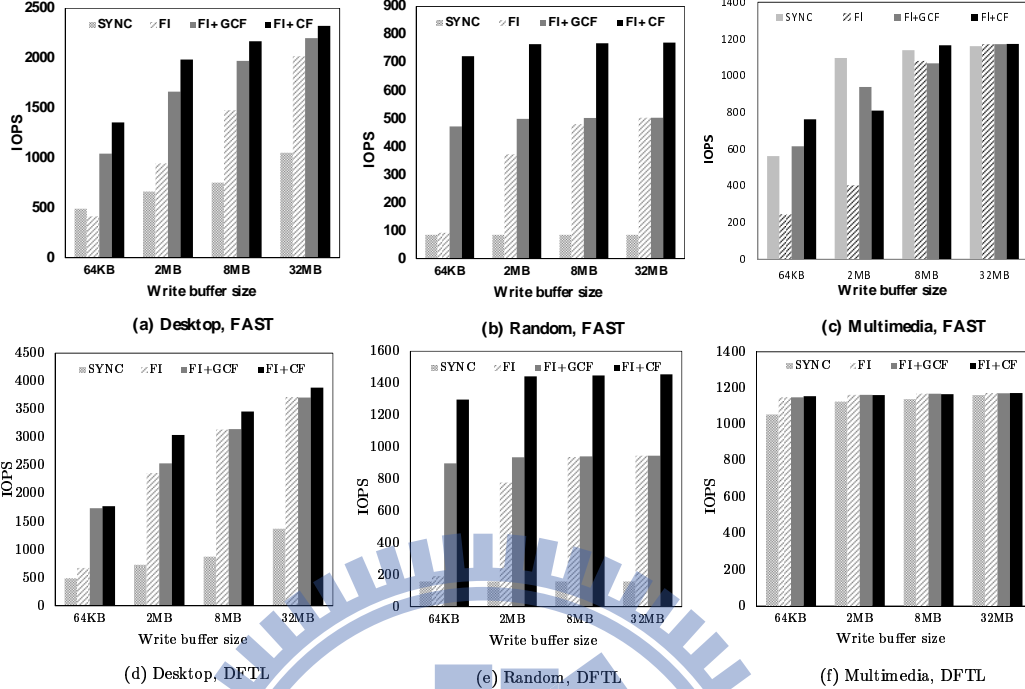 SYNC FI FI+GCF FI+CF
2500
2000
1500
1000
500
0
IOPS
64KB 2MB 8MB 32MB
Write buffer size
(a) Desktop, FAST
SYNC FI FI+GCF FI+CF
900
800
700
600
500
400
300
200
100
0
IOPS
64KB 2MB 8MB 32MB
Write buffer size
(b) Random, FAST
SYNC FI FI+GCF FI+CF
1400
1200
1000
800
600
400
200
0
IOPS
64KB 2MB 8MB 32MB
Write buffer size
(c) Multimedia, FAST
SYNC FI FI+GCF FI+CF
4500
4000
3500
3000
2500
2000
1500
1000
500
0
IOPS
64KB 2MB 8MB 32MB
Write buffer size
(d) Desktop, DFTL
SYNC FI FI+GCF FI+CF
1600
1400
1200
1000
800
600
400
200
0
IOPS
64KB 2MB 8MB 32MB
Write buffer size
(e) Random, DFTL
SYNC FI FI+GCF FI+CF
1400
1200
1000
800
600
400
200
0
IOPS
64KB 2MB 8MB 32MB
Write buffer size
(f) Multimedia, DFTL